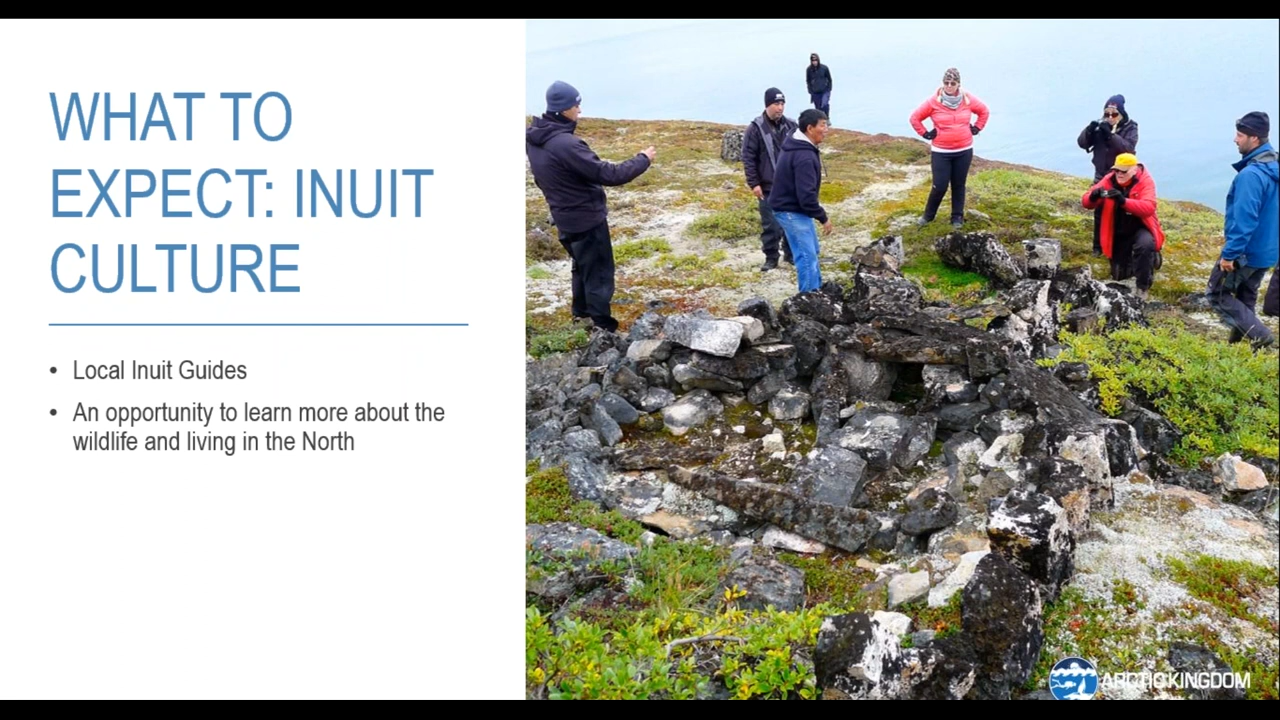 WHAT TO
EXPECT: INUIT
CULTURE
• Local Inuit Guides
• An opportunity to learn more about the
wildlife and living in the North
ARCTIC KINGDOM